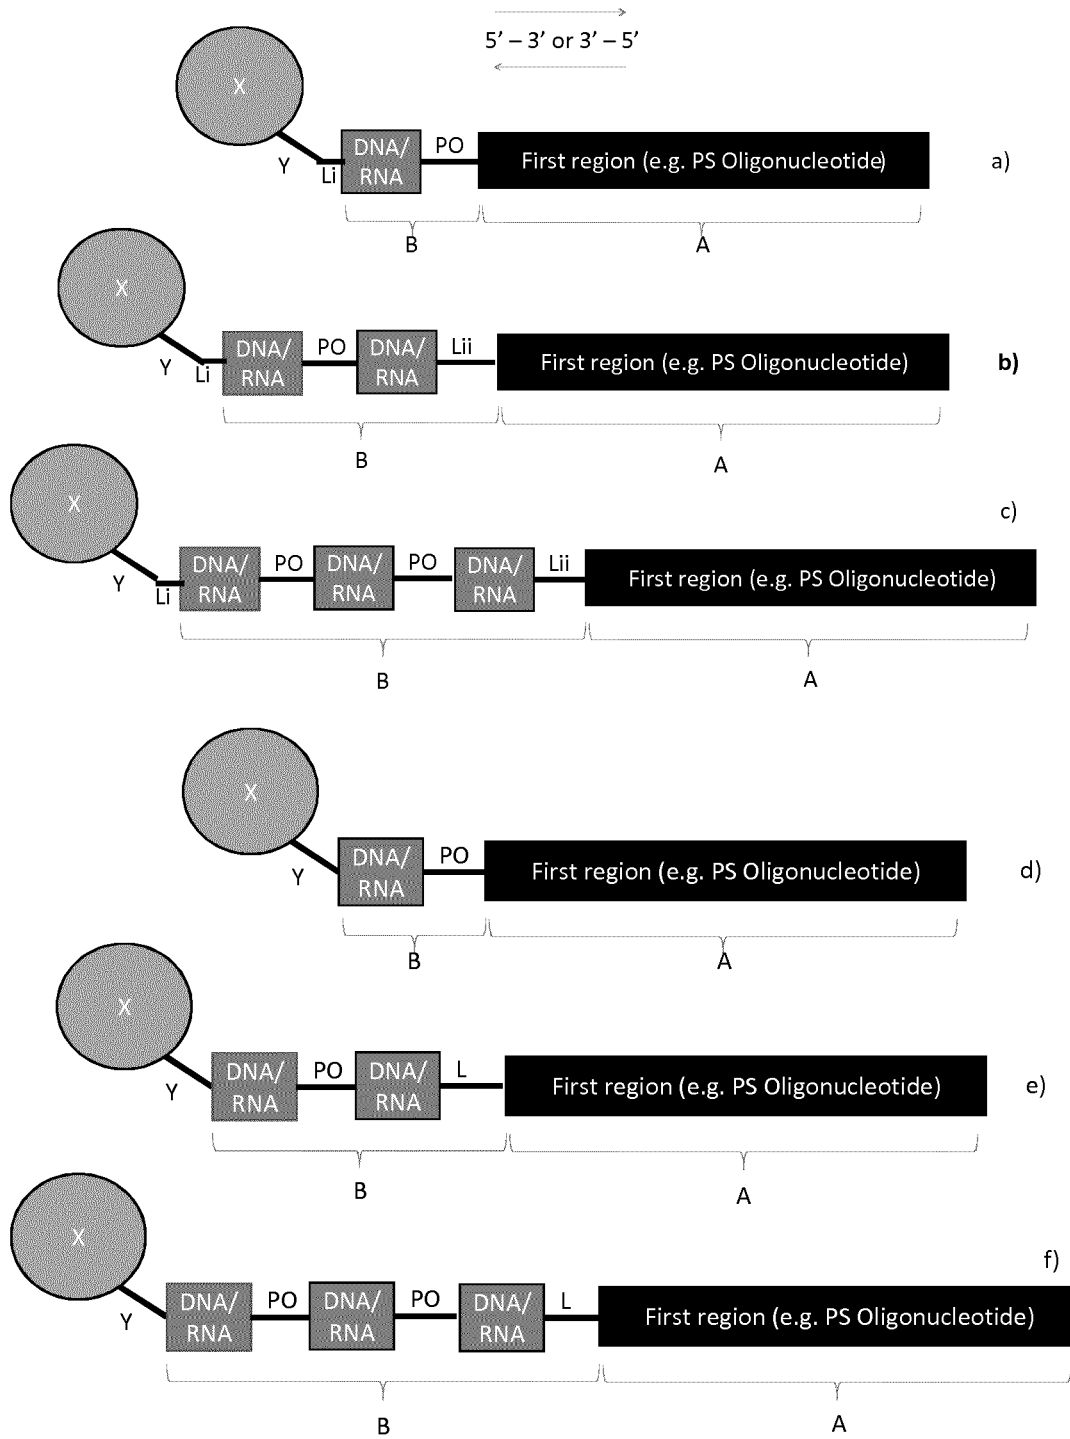 5’ – 3’ or 3’ – 5’
X
Y
Li
DNA/
RNA
PO
First region (e.g. PS Oligonucleotide)
a)
B
A
X
Y
Li
DNA/
RNA
PO
DNA/
RNA
Lii
First region (e.g. PS Oligonucleotide)
b)
B
A
X
Y
Li
DNA/
RNA
PO
DNA/
RNA
PO
DNA/
RNA
Lii
First region (e.g. PS Oligonucleotide)
c)
B
A
X
Y
DNA/
RNA
PO
First region (e.g. PS Oligonucleotide)
d)
B
A
X
Y
DNA/
RNA
PO
DNA/
RNA
L
First region (e.g. PS Oligonucleotide)
e)
B
A
X
Y
DNA/
RNA
PO
DNA/
RNA
PO
DNA/
RNA
L
First region (e.g. PS Oligonucleotide)
f)
B
A